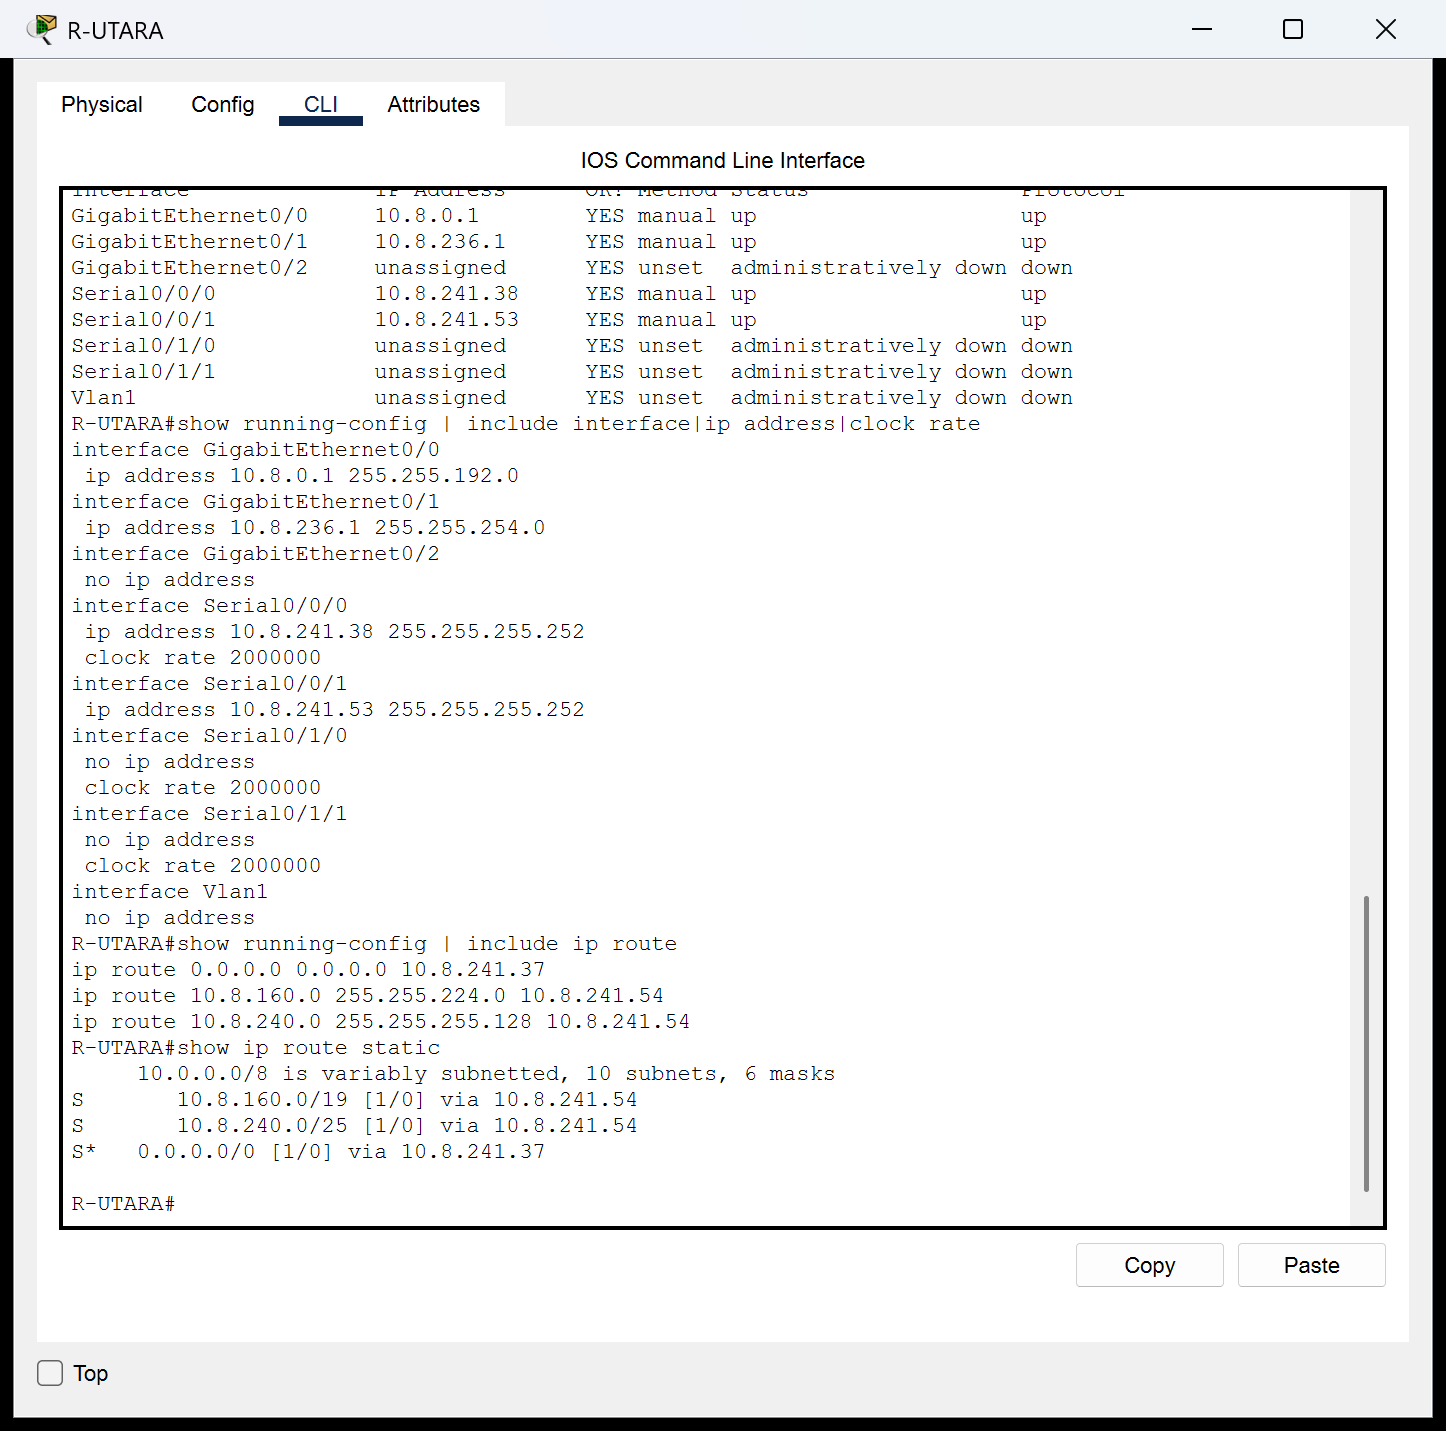 R-UTARA
Physical Config CLI Attributes
IOS Command Line Interface
Interface IP Address OK? Method Status Protocol
GigabitEthernet0/0 10.8.0.1 YES manual up up
GigabitEthernet0/1 10.8.236.1 YES manual up up
GigabitEthernet0/2 unassigned YES unset administratively down down
Serial0/0/0 10.8.241.38 YES manual up up
Serial0/0/1 10.8.241.53 YES manual up up
Serial0/1/0 unassigned YES unset administratively down down
Serial0/1/1 unassigned YES unset administratively down down
Vlan1 unassigned YES unset administratively down down
R-UTARA#show running-config | include interface|ip address|clock rate
interface GigabitEthernet0/0
ip address 10.8.0.1 255.255.192.0
interface GigabitEthernet0/1
ip address 10.8.236.1 255.255.254.0
interface GigabitEthernet0/2
no ip address
interface Serial0/0/0
ip address 10.8.241.38 255.255.255.252
clock rate 2000000
interface Serial0/0/1
ip address 10.8.241.53 255.255.255.252
interface Serial0/1/0
no ip address
clock rate 2000000
interface Serial0/1/1
no ip address
clock rate 2000000
interface Vlan1
no ip address
R-UTARA#show running-config | include ip route
ip route 0.0.0.0 0.0.0.0 10.8.241.37
ip route 10.8.160.0 255.255.224.0 10.8.241.54
ip route 10.8.240.0 255.255.255.128 10.8.241.54
R-UTARA#show ip route static
10.0.0.0/8 is variably subnetted, 10 subnets, 6 masks
S 10.8.160.0/19 [1/0] via 10.8.241.54
S 10.8.240.0/25 [1/0] via 10.8.241.54
S* 0.0.0.0/0 [1/0] via 10.8.241.37
R-UTARA#
Copy Paste
Top